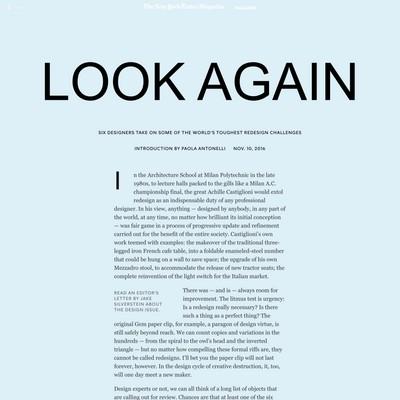 The New York Times Magazine
LOOK AGAIN
SIX DESIGNERS TAKE ON SOME OF THE WORLD'S TOUGHEST REDESIGN CHALLENGES
INTRODUCTION BY PAOLA ANTONELLI NOV. 10, 2016
In the Architecture School at Milan Polytechnic in the late
1980s, to lecture halls packed to the gills like a Milan A.C.
championship final, the great Achille Castiglioni would extol
redesign as an indispensable duty of any professional
designer. In his view, anything — designed by anybody, in any part of
the world, at any time, no matter how brilliant its initial conception
— was fair game in a process of progressive update and refinement
carried out for the benefit of the entire society. Castiglioni's own
work teemed with examples: the makeover of the traditional three-
legged iron French cafe table, into a foldable enameled-steel number
that could be hung on a wall to save space; the upgrade of his own
Mezzadro stool, to accommodate the release of new tractor seats; the
complete reinvention of the light switch for the Italian market.
READ AN EDITOR'S
LETTER BY JAKE
SILVERSTEIN ABOUT
THE DESIGN ISSUE.
There was — and is — always room for
improvement. The litmus test is urgency:
Is a redesign really necessary? Is there
such a thing as a perfect thing? The
original Gem paper clip, for example, a paragon of design virtue, is
still safely beyond reach. We can count copies and variations in the
hundreds — from the spiral to the owl's head and the inverted
triangle — but no matter how compelling these formal riffs are, they
cannot be called redesigns. I'll bet you the paper clip will not last
forever, however. In the design cycle of creative destruction, it, too,
will one day meet a new maker.
Design experts or not, we can all think of a long list of objects that
are calling out for review. Chances are that at least one of the six